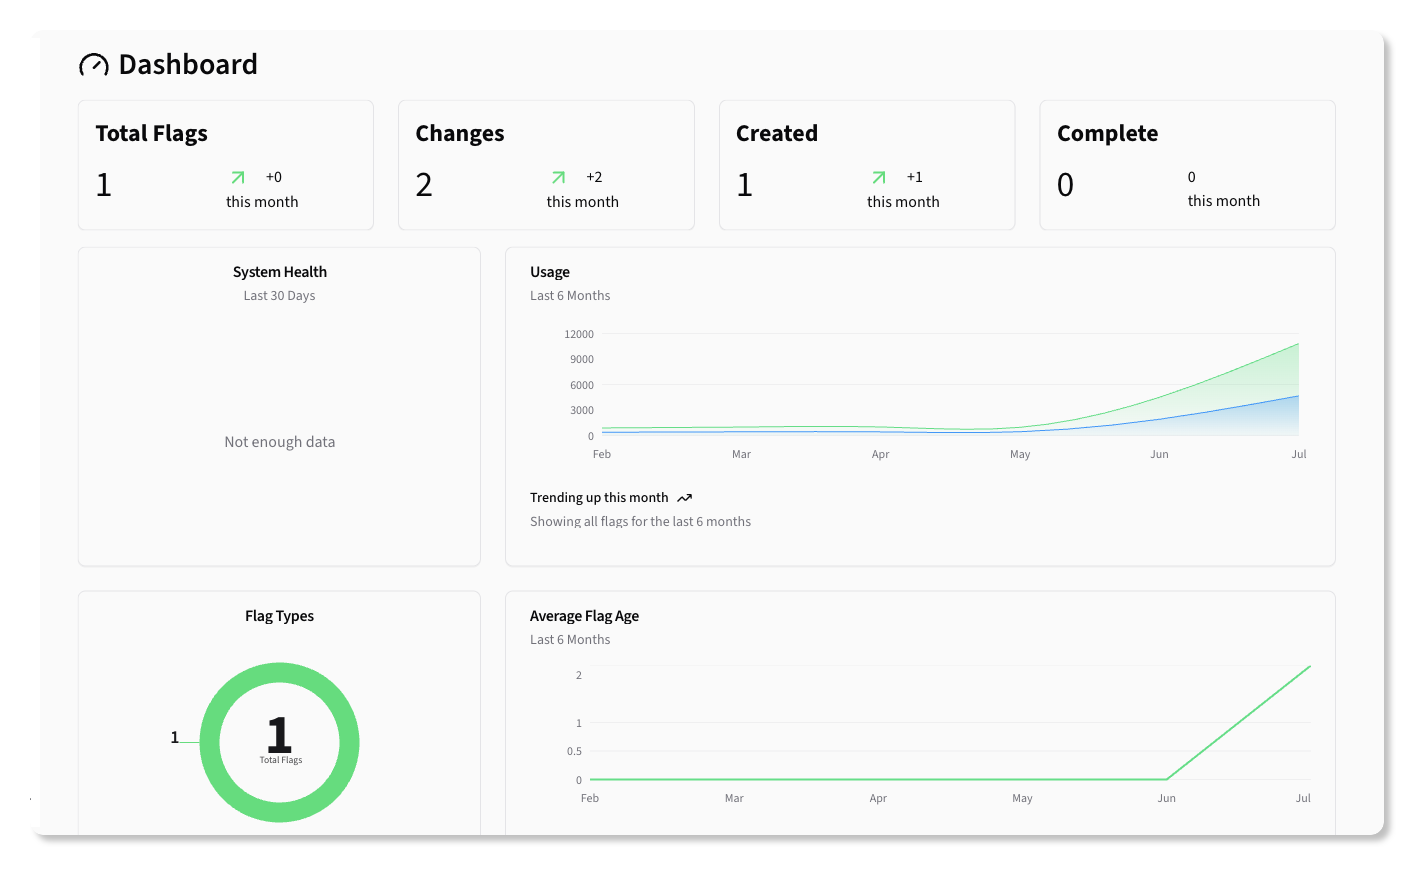 Dashboard
Total Flags
1
+0
this month
Changes
2
+2
this month
Created
1
+1
this month
Complete
0
0
this month
System Health
Last 30 Days
Not enough data
Usage
Last 6 Months
12000
9000
6000
3000
0
Feb Mar Apr May Jun Jul
Trending up this month
Showing all flags for the last 6 months
Flag Types
1
1
Total Flags
Average Flag Age
Last 6 Months
2
1
0.5
0
Feb Mar Apr May Jun Jul